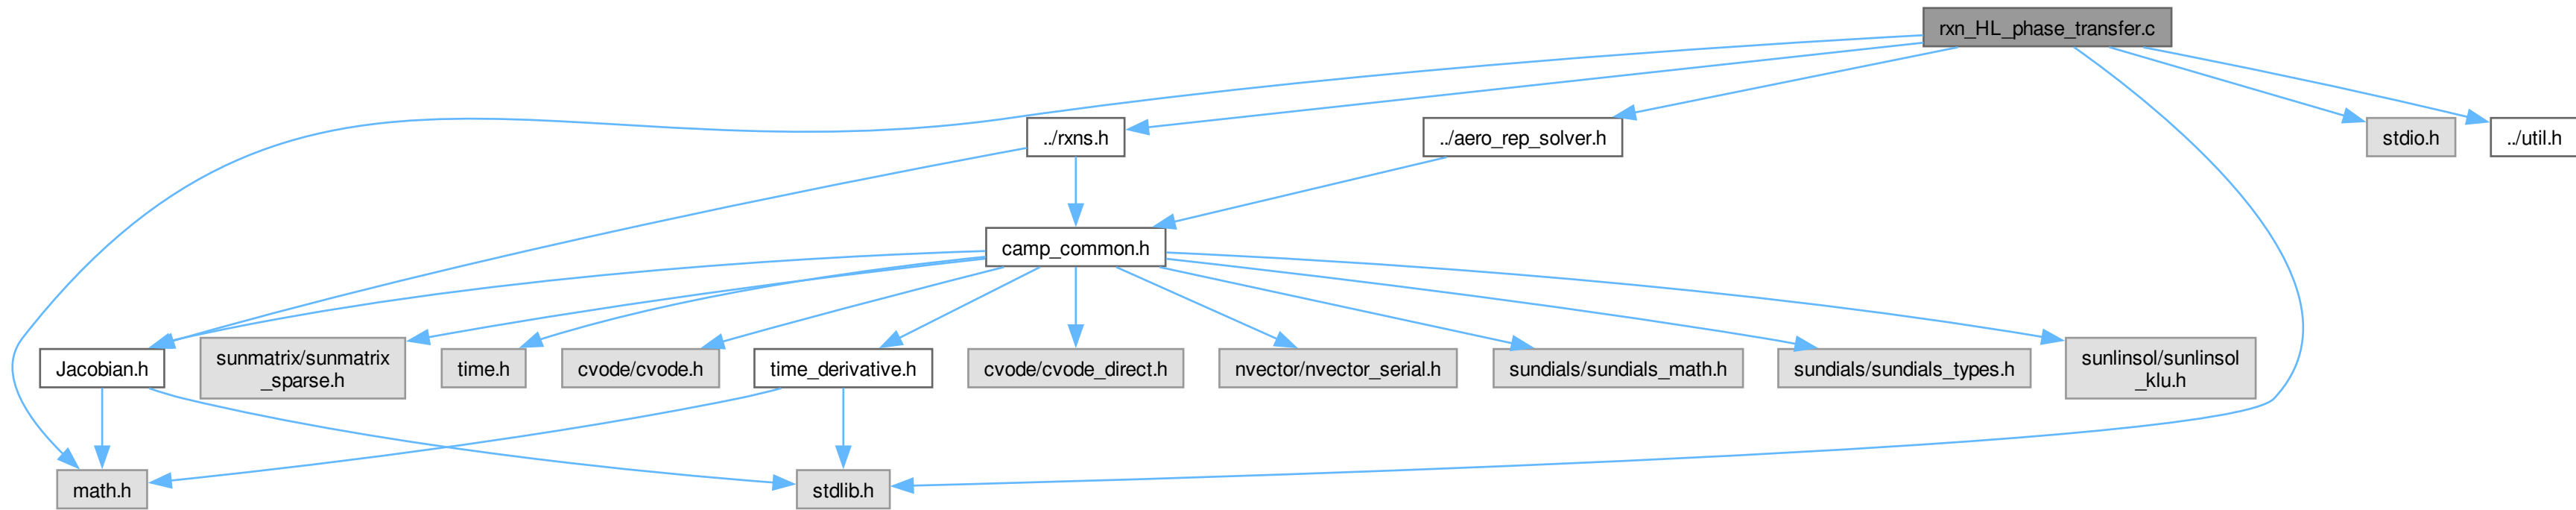 rxn_HL_phase_transfer.c
../rxns.h
../aero_rep_solver.h
stdio.h
../util.h
camp_common.h
Jacobian.h
sunmatrix/sunmatrix
_sparse.h
time.h
cvode/cvode.h
time_derivative.h
cvode/cvode_direct.h
nvector/nvector_serial.h
sundials/sundials_math.h
sundials/sundials_types.h
sunlinsol/sunlinsol
_klu.h
math.h
stdlib.h